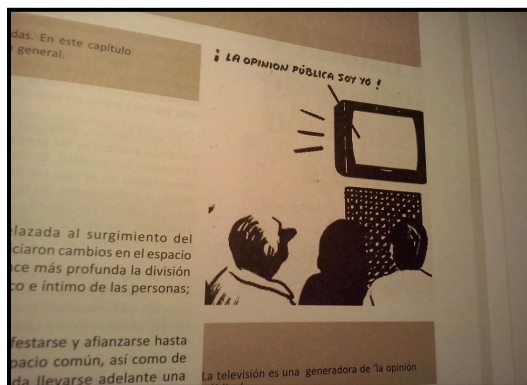 das. En este capítulo
general.
¡ LA OPINION PÚBLICA SOY YO !
lazada al surgimiento del
ciaron cambios en el espacio
ce más profunda la división
co e íntimo de las personas;
festarse y afianzarse hasta
pacio común, así como de
da llevarse adelante una
La televisión es una generadora de 'la opinión